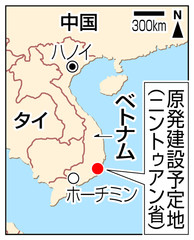 中国
300km
ハノイ
ベトナム
タイ
ホーチミン
原発建設予定地
(ニントゥアン省)